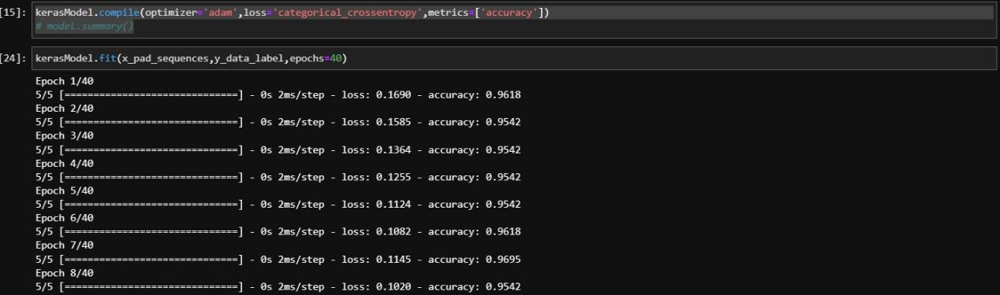 [15]: kerasModel.compile(optimizer='adam',loss='categorical_crossentropy',metrics=['accuracy'])
# model.summary()
[24]: kerasModel.fit(x_pad_sequences,y_data_label,epochs=40)
Epoch 1/40
5/5 [==============================] - 0s 2ms/step - loss: 0.1690 - accuracy: 0.9618
Epoch 2/40
5/5 [==============================] - 0s 2ms/step - loss: 0.1585 - accuracy: 0.9542
Epoch 3/40
5/5 [==============================] - 0s 2ms/step - loss: 0.1364 - accuracy: 0.9542
Epoch 4/40
5/5 [==============================] - 0s 2ms/step - loss: 0.1255 - accuracy: 0.9542
Epoch 5/40
5/5 [==============================] - 0s 2ms/step - loss: 0.1124 - accuracy: 0.9542
Epoch 6/40
5/5 [==============================] - 0s 2ms/step - loss: 0.1082 - accuracy: 0.9618
Epoch 7/40
5/5 [==============================] - 0s 2ms/step - loss: 0.1145 - accuracy: 0.9695
Epoch 8/40
5/5 [==============================] - 0s 2ms/step - loss: 0.1020 - accuracy: 0.9542